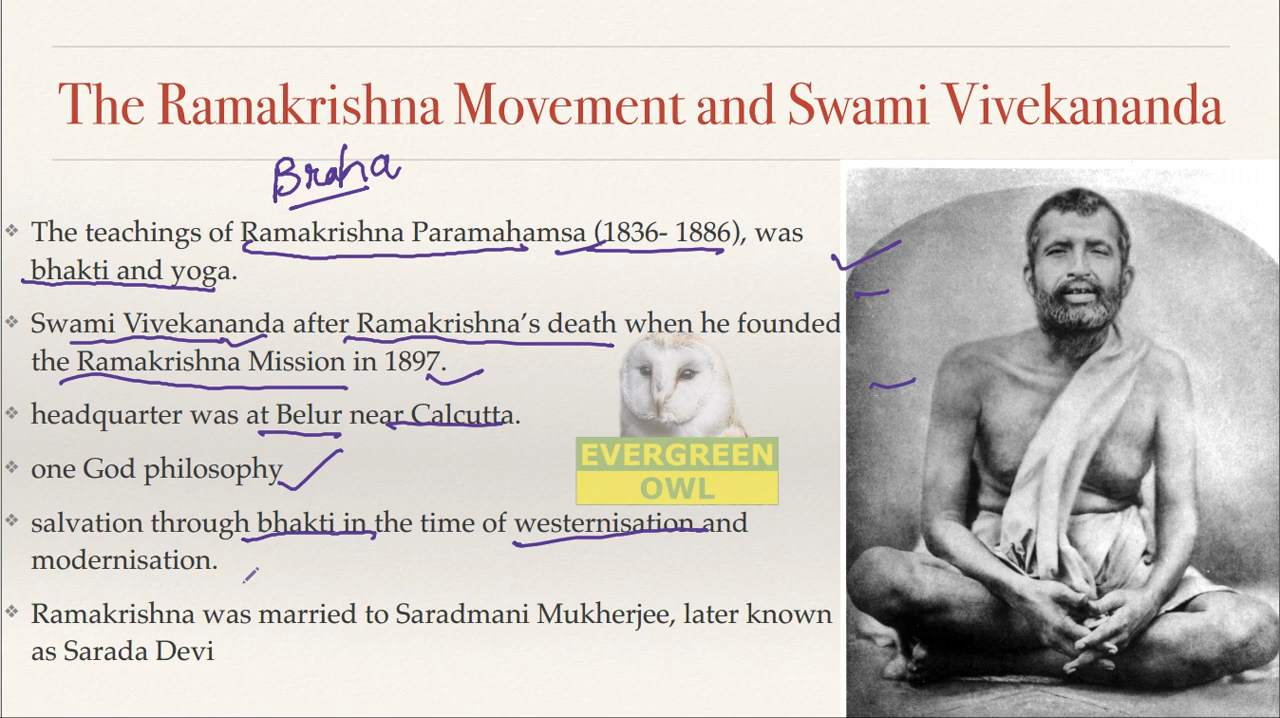 The Ramakrishna Movement and Swami Vivekananda
Braha
The teachings of Ramakrishna Paramahamsa (1836- 1886), was
bhakti and yoga.
Swami Vivekananda after Ramakrishna’s death when he founded
the Ramakrishna Mission in 1897.
headquarter was at Belur near Calcutta.
EVERGREEN
OWL
one God philosophy
salvation through bhakti in the time of westernisation and
modernisation.
Ramakrishna was married to Saradmani Mukherjee, later known
as Sarada Devi